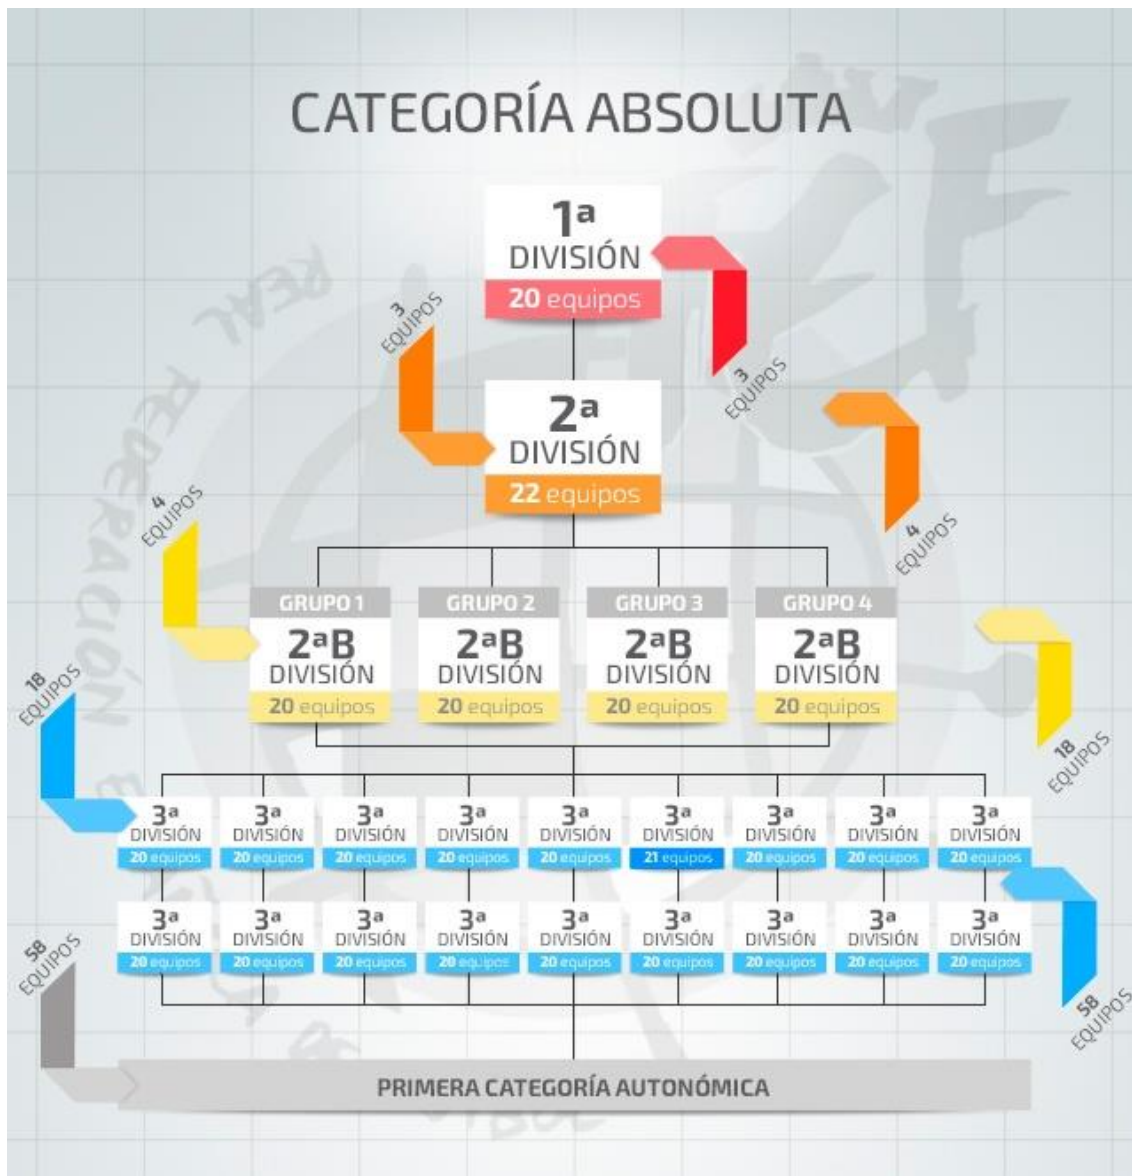 CATEGORÍA ABSOLUTA
1ª
DIVISIÓN
20 equipos
3
EQUIPOS
3
EQUIPOS
2ª
DIVISIÓN
22 equipos
4
EQUIPOS
4
EQUIPOS
GRUPO 1
2ªB
DIVISIÓN
20 equipos
GRUPO 2
2ªB
DIVISIÓN
20 equipos
GRUPO 3
2ªB
DIVISIÓN
20 equipos
GRUPO 4
2ªB
DIVISIÓN
20 equipos
18
EQUIPOS
18
EQUIPOS
3ª
DIVISIÓN
20 equipos
3ª
DIVISIÓN
20 equipos
3ª
DIVISIÓN
20 equipos
3ª
DIVISIÓN
20 equipos
3ª
DIVISIÓN
20 equipos
3ª
DIVISIÓN
21 equipos
3ª
DIVISIÓN
20 equipos
3ª
DIVISIÓN
20 equipos
3ª
DIVISIÓN
20 equipos
3ª
DIVISIÓN
20 equipos
3ª
DIVISIÓN
20 equipos
3ª
DIVISIÓN
20 equipos
3ª
DIVISIÓN
20 equipos
3ª
DIVISIÓN
20 equipos
3ª
DIVISIÓN
20 equipos
3ª
DIVISIÓN
20 equipos
3ª
DIVISIÓN
20 equipos
3ª
DIVISIÓN
20 equipos
58
EQUIPOS
58
EQUIPOS
PRIMERA CATEGORÍA AUTONÓMICA
REAL FEDERACIÓN